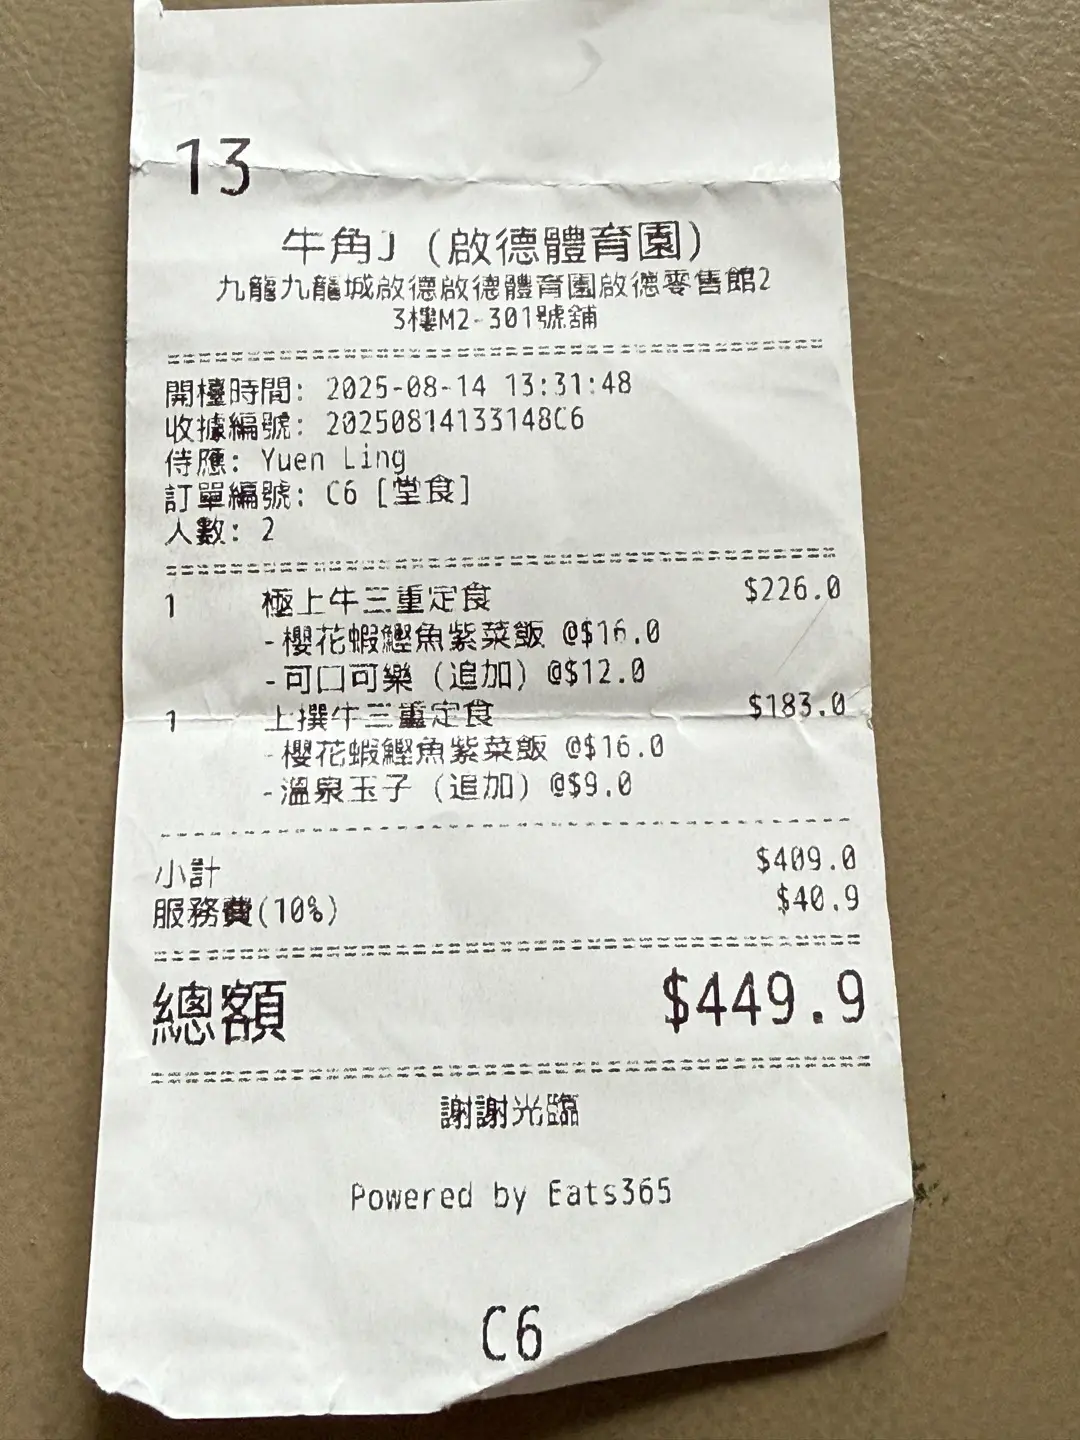 13
牛角J (啟德體育園)
九龍九龍城啟德啟德體育園啟德零售館2
3樓M2-301號舖
開檯時間: 2025-08-14 13:31:48
收據編號: 20250814133148C6
侍應: Yuen Ling
訂單編號: C6 [堂食]
人數: 2
1 極上牛三重定食 $226.0
-櫻花蝦鰹魚紫菜飯 @$16.0
-可口可樂 (追加) @$12.0
1 上撰牛三重定食 $183.0
-櫻花蝦鰹魚紫菜飯 @$16.0
-溫泉玉子 (追加) @$9.0
小計 $409.0
服務費(10%) $40.9
總額 $449.9
謝謝光臨
Powered by Eats365
C6